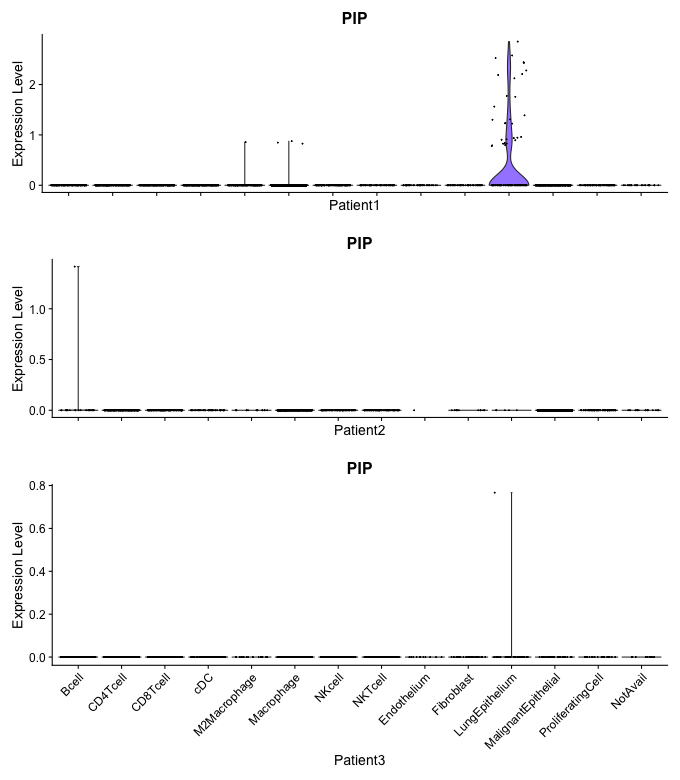 PIP
Expression Level
2
1
0
Patient1
PIP
Expression Level
1.0
0.5
0.0
Patient2
PIP
Expression Level
0.8
0.6
0.4
0.2
0.0
Bcell
CD4Tcell
CD8Tcell
cDC
M2Macrophage
Macrophage
NKcell
NKTcell
Endothelium
Fibroblast
LungEpithelium
MalignantEpithelial
ProliferatingCell
NotAvail
Patient3